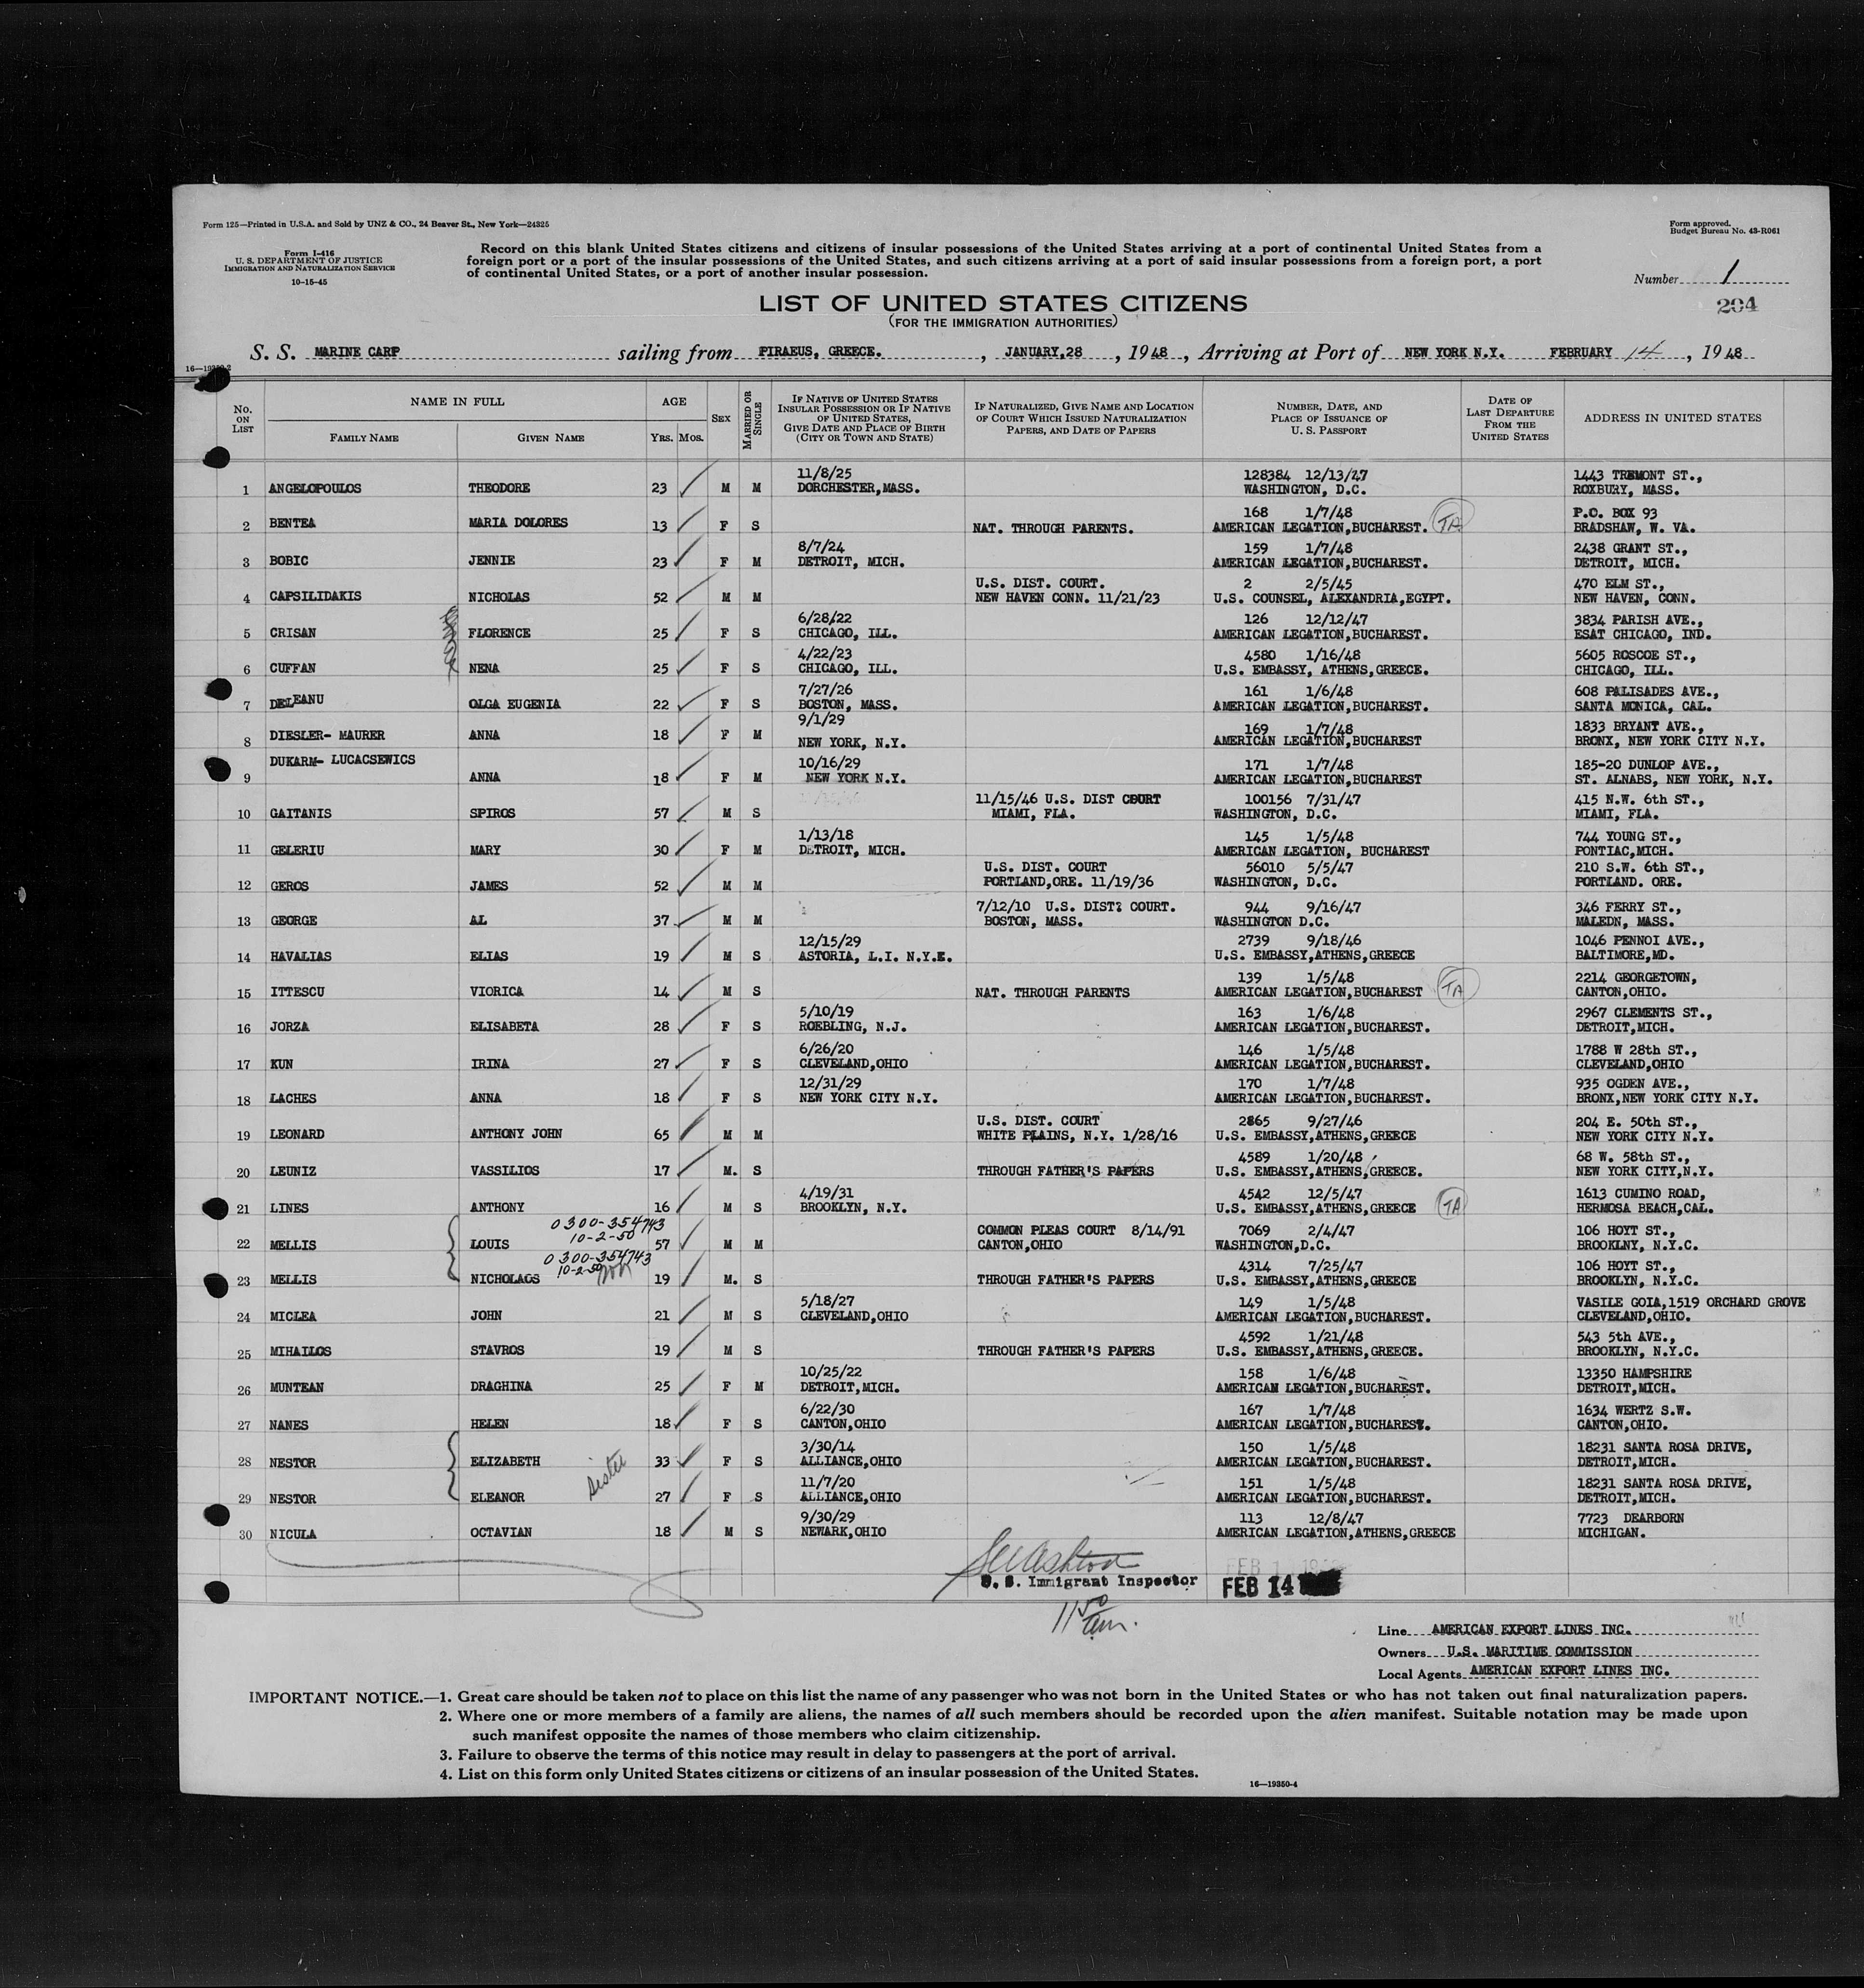 Form 125—Printed in U.S.A. and Sold by UNZ & CO., 24 Beaver St., New York—24325
Form approved.
Budget Bureau No. 43-R061
Form I-416
U. S. DEPARTMENT OF JUSTICE
IMMIGRATION AND NATURALIZATION SERVICE
10-15-45
Record on this blank United States citizens and citizens of insular possessions of the United States arriving at a port of continental United States from a
foreign port or a port of the insular possessions of the United States, and such citizens arriving at a port of said insular possessions from a foreign port, a port
of continental United States, or a port of another insular possession.
Number 1
204
LIST OF UNITED STATES CITIZENS
(FOR THE IMMIGRATION AUTHORITIES)
S. S. MARINE CARP sailing from PIRAEUS, GREECE. , JANUARY,28 , 1948 , Arriving at Port of NEW YORK N.Y. FEBRUARY 14 , 1948
No. ON LIST
NAME IN FULL
FAMILY NAME
GIVEN NAME
AGE
YRS. MOS.
SEX
MARRIED OR SINGLE
IF NATIVE OF UNITED STATES
INSULAR POSSESSION OR IF NATIVE
OF UNITED STATES,
GIVE DATE AND PLACE OF BIRTH
(CITY OR TOWN AND STATE)
IF NATURALIZED, GIVE NAME AND LOCATION
OF COURT WHICH ISSUED NATURALIZATION
PAPERS, AND DATE OF PAPERS
NUMBER, DATE, AND
PLACE OF ISSUANCE OF
U. S. PASSPORT
DATE OF
LAST DEPARTURE
FROM THE
UNITED STATES
ADDRESS IN UNITED STATES
11/8/25 128384 12/13/47 1443 TREMONT ST.,
1 ANGELOPOULOS THEODORE 23 M M DORCHESTER,MASS. WASHINGTON, D.C. ROXBURY, MASS.
168 1/7/48 P.O. BOX 93
2 BENTEA MARIA DOLORES 13 F S NAT. THROUGH PARENTS. AMERICAN LEGATION,BUCHAREST. TA BRADSHAW, W. VA.
8/7/24 159 1/7/48 2438 GRANT ST.,
3 BOBIC JENNIE 23 F M DETROIT, MICH. AMERICAN LEGATION,BUCHAREST. DETROIT, MICH.
U.S. DIST. COURT. 2 2/5/45 470 ELM ST.,
4 CAPSILIDAKIS NICHOLAS 52 M M NEW HAVEN CONN. 11/21/23 U.S. COUNSEL, ALEXANDRIA,EGYPT. NEW HAVEN, CONN.
6/28/22 126 12/12/47 3834 PARISH AVE.,
5 CRISAN FLORENCE 25 F S CHICAGO, ILL. AMERICAN LEGATION,BUCHAREST. ESAT CHICAGO, IND.
4/22/23 4580 1/16/48 5605 ROSCOE ST.,
6 CUFFAN NENA 25 F S CHICAGO, ILL. U.S. EMBASSY, ATHENS,GREECE. CHICAGO, ILL.
7/27/26 161 1/6/48 608 PALISADES AVE.,
7 DELEANU OLGA EUGENIA 22 F S BOSTON, MASS. AMERICAN LEGATION,BUCHAREST. SANTA MONICA, CAL.
9/1/29 169 1/7/48 1833 BRYANT AVE.,
8 DIESLER- MAURER ANNA 18 F M NEW YORK, N.Y. AMERICAN LEGATION,BUCHAREST BRONX, NEW YORK CITY N.Y.
DUKARM- LUCACSEWICS 10/16/29 171 1/7/48 185-20 DUNLOP AVE.,
9 ANNA 18 F M NEW YORK N.Y. AMERICAN LEGATION,BUCHAREST ST. ALNABS, NEW YORK, N.Y.
11/15/46 U.S. DIST COURT 100156 7/31/47 415 N.W. 6th ST.,
10 GAITANIS SPIROS 57 M S MIAMI, FLA. WASHINGTON, D.C. MIAMI, FLA.
1/13/18 145 1/5/48 744 YOUNG ST.,
11 GELERIU MARY 30 F M DETROIT, MICH. AMERICAN LEGATION, BUCHAREST PONTIAC,MICH.
U.S. DIST. COURT 56010 5/5/47 210 S.W. 6th ST.,
12 GEROS JAMES 52 M M PORTLAND,ORE. 11/19/36 WASHINGTON, D.C. PORTLAND. ORE.
7/12/10 U.S. DIST? COURT. 944 9/16/47 346 FERRY ST.,
13 GEORGE AL 37 M M BOSTON, MASS. WASHINGTON D.C. MALEDN, MASS.
12/15/29 2739 9/18/46 1046 PENNOI AVE.,
14 HAVALIAS ELIAS 19 M S ASTORIA, L.I. N.Y.E. U.S. EMBASSY,ATHENS,GREECE BALTIMORE,MD.
139 1/5/48 2214 GEORGETOWN,
15 ITTESCU VIORICA 14 M S NAT. THROUGH PARENTS AMERICAN LEGATION,BUCHAREST TA CANTON,OHIO.
5/10/19 163 1/6/48 2967 CLEMENTS ST.,
16 JORZA ELISABETA 28 F S ROEBLING, N.J. AMERICAN LEGATION,BUCHAREST. DETROIT,MICH.
6/26/20 146 1/5/48 1788 W 28th ST.,
17 KUN IRINA 27 F S CLEVELAND,OHIO AMERICAN LEGATION,BUCHAREST. CLEVELAND,OHIO
12/31/29 170 1/7/48 935 OGDEN AVE.,
18 LACHES ANNA 18 F S NEW YORK CITY N.Y. AMERICAN LEGATION,BUCHAREST. BRONX,NEW YORK CITY N.Y.
U.S. DIST. COURT 2865 9/27/46 204 E. 50th ST.,
19 LEONARD ANTHONY JOHN 65 M M WHITE PLAINS, N.Y. 1/28/16 U.S. EMBASSY,ATHENS,GREECE NEW YORK CITY N.Y.
4589 1/20/48 68 W. 58th ST.,
20 LEUNIZ VASSILIOS 17 M. S THROUGH FATHER'S PAPERS U.S. EMBASSY,ATHENS,GREECE. NEW YORK CITY,N.Y.
4/19/31 4542 12/5/47 1613 CUMINO ROAD,
21 LINES ANTHONY 16 M S BROOKLYN, N.Y. U.S. EMBASSY,ATHENS,GREECE TA HERMOSA BEACH,CAL.
0300-354743
10-2-50 COMMON PLEAS COURT 8/14/91 7069 2/4/47 106 HOYT ST.,
22 MELLIS LOUIS 57 M M CANTON,OHIO WASHINGTON,D.C. BROOKLNY, N.Y.C.
0300-354743
10-2-50 4314 7/25/47 106 HOYT ST.,
23 MELLIS NICHOLAOS 19 M. S THROUGH FATHER'S PAPERS U.S. EMBASSY,ATHENS,GREECE BROOKLYN, N.Y.C.
5/18/27 149 1/5/48 VASILE GOIA,1519 ORCHARD GROVE
24 MICLEA JOHN 21 M S CLEVELAND,OHIO AMERICAN LEGATION,BUCHAREST. CLEVELAND,OHIO.
4592 1/21/48 543 5th AVE.,
25 MIHAILOS STAVROS 19 M S THROUGH FATHER'S PAPERS U.S. EMBASSY,ATHENS,GREECE. BROOKLYN, N.Y.C.
10/25/22 158 1/6/48 13350 HAMPSHIRE
26 MUNTEAN DRAGHINA 25 F M DETROIT,MICH. AMERICAN LEGATION,BUCHAREST. DETROIT,MICH.
6/22/30 167 1/7/48 1634 WERTZ S.W.
27 NANES HELEN 18 F S CANTON,OHIO AMERICAN LEGATION,BUCHAREST. CANTON,OHIO.
3/30/14 150 1/5/48 18231 SANTA ROSA DRIVE,
28 NESTOR ELIZABETH Sister 33 F S ALLIANCE,OHIO AMERICAN LEGATION,BUCHAREST. DETROIT,MICH.
11/7/20 151 1/5/48 18231 SANTA ROSA DRIVE,
29 NESTOR ELEANOR 27 F S ALLIANCE,OHIO AMERICAN LEGATION,BUCHAREST. DETROIT,MICH.
9/30/29 113 12/8/47 7723 DEARBORN
30 NICULA OCTAVIAN 18 M S NEWARK,OHIO AMERICAN LEGATION,ATHENS,GREECE MICHIGAN.
U. S. Immigrant Inspector FEB 14
11 50 am.
Line AMERICAN EXPORT LINES INC.
Owners U.S. MARITIME COMMISSION
Local Agents AMERICAN EXPORT LINES INC.
IMPORTANT NOTICE.—1. Great care should be taken not to place on this list the name of any passenger who was not born in the United States or who has not taken out final naturalization papers.
2. Where one or more members of a family are aliens, the names of all such members should be recorded upon the alien manifest. Suitable notation may be made upon
such manifest opposite the names of those members who claim citizenship.
3. Failure to observe the terms of this notice may result in delay to passengers at the port of arrival.
4. List on this form only United States citizens or citizens of an insular possession of the United States.
16—19350-4